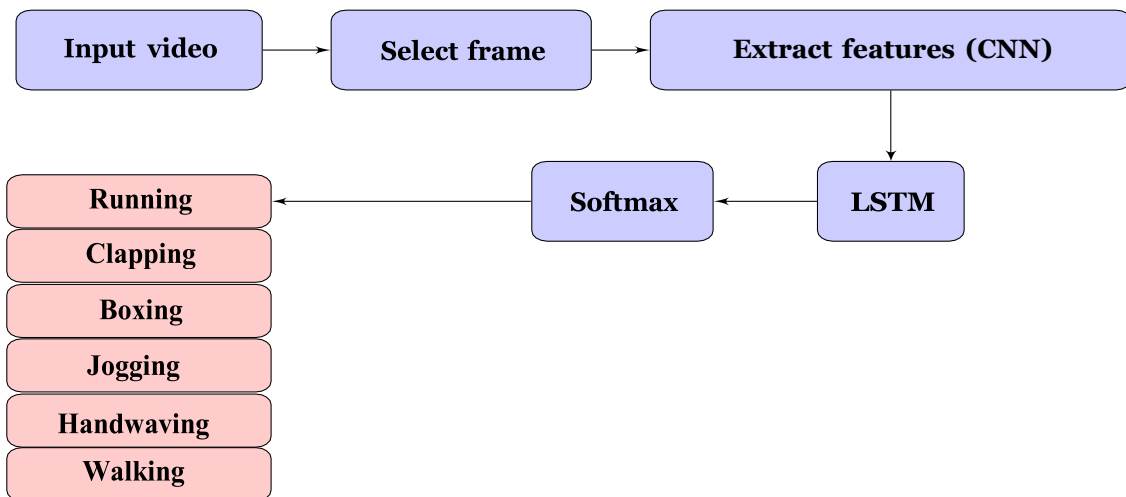 Input video
Select frame
Extract features (CNN)
LSTM
Softmax
Running
Clapping
Boxing
Jogging
Handwaving
Walking